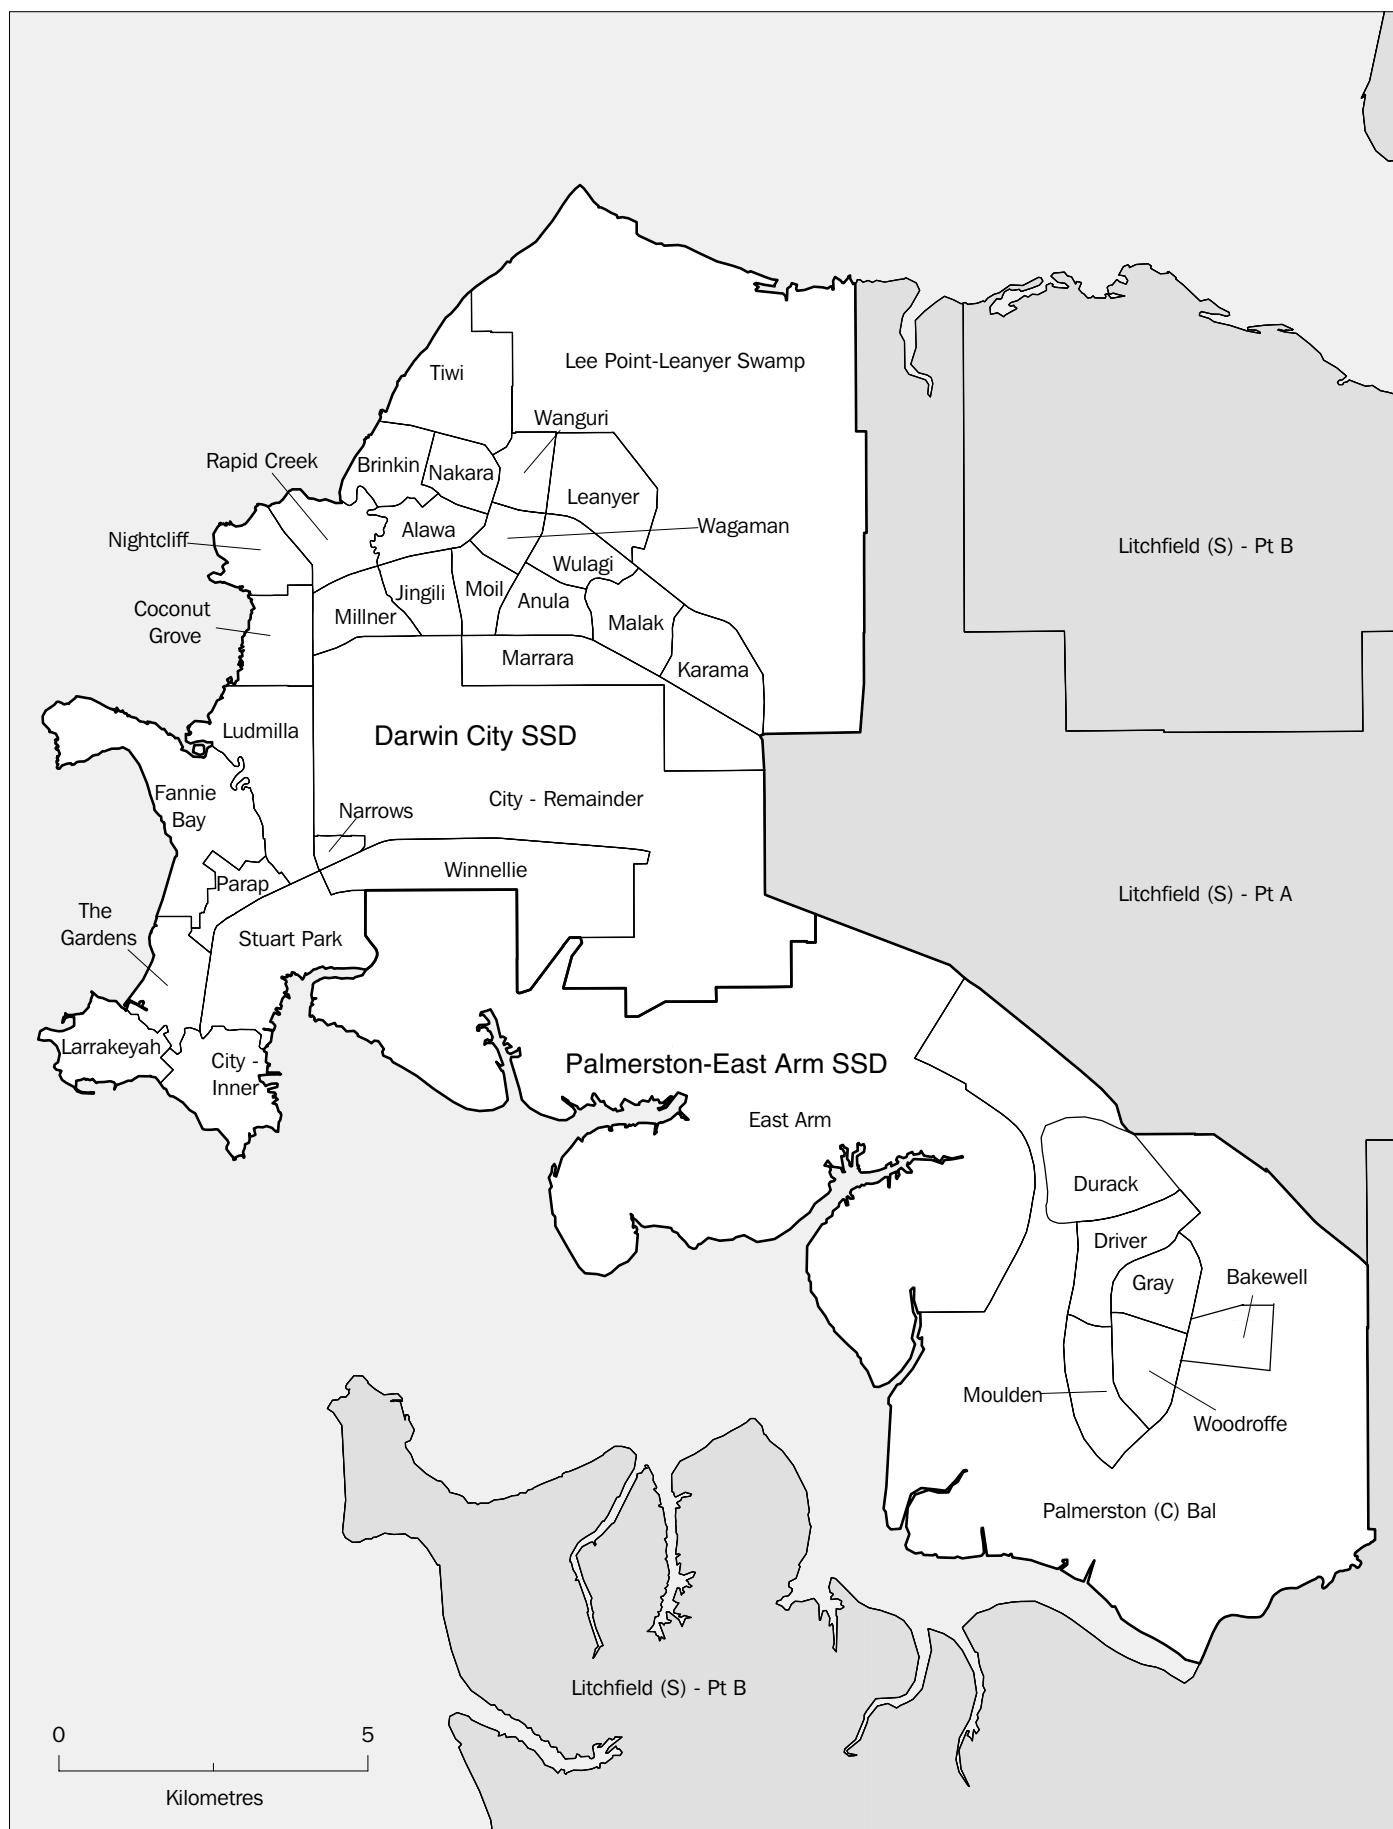 Lee Point-Leanyer Swamp
Tiwi
Wanguri
Rapid Creek
Brinkin
Nakara
Leanyer
Wagaman
Alawa
Nightcliff
Litchfield (S) - Pt B
Wulagi
Moil
Jingili
Anula
Coconut
Grove
Millner
Malak
Marrara
Karama
Ludmilla
Darwin City SSD
Fannie
Bay
City - Remainder
Narrows
Winnellie
Parap
Litchfield (S) - Pt A
The
Gardens
Stuart Park
Larrakeyah
City -
Inner
Palmerston-East Arm SSD
East Arm
Durack
Driver
Gray
Bakewell
Moulden
Woodroffe
Palmerston (C) Bal
Litchfield (S) - Pt B
0 5
Kilometres